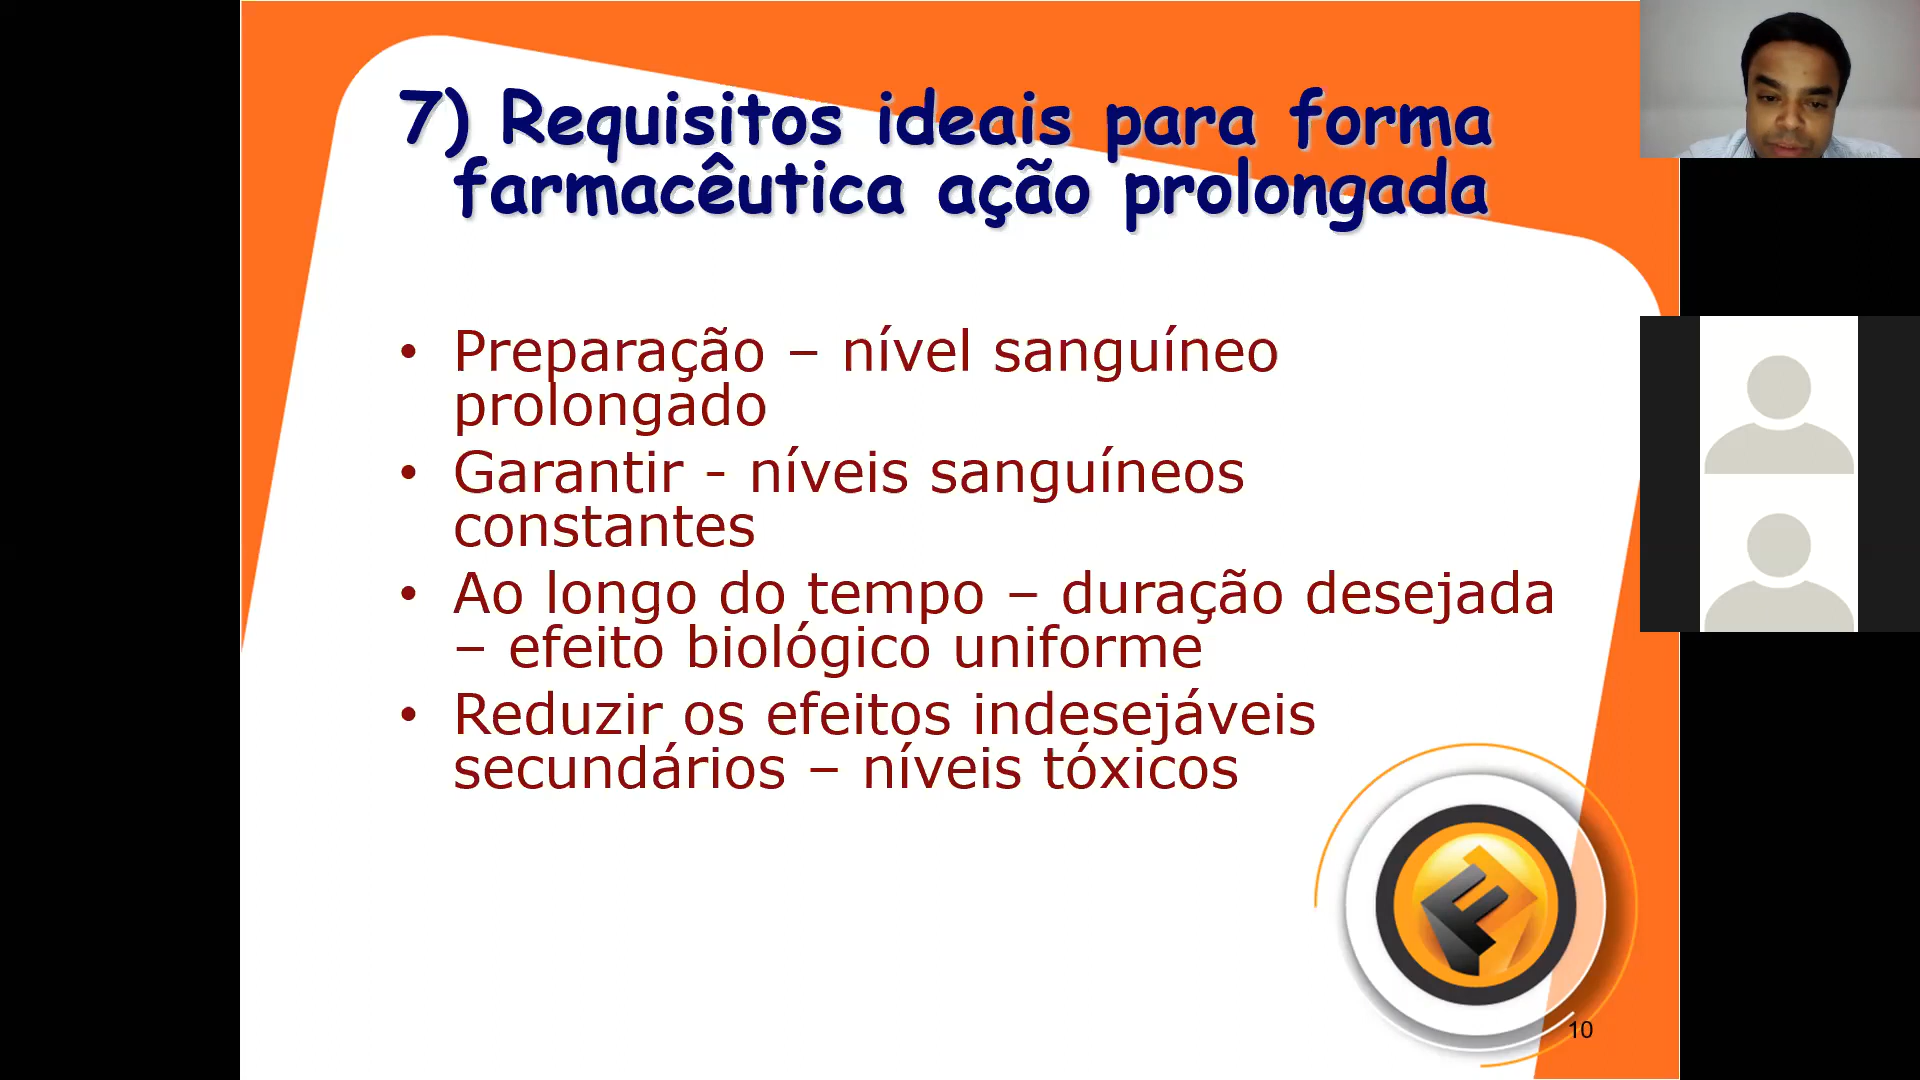 7) Requisitos ideais para forma
farmacêutica ação prolongada
• Preparação – nível sanguíneo
prolongado
• Garantir - níveis sanguíneos
constantes
• Ao longo do tempo – duração desejada
– efeito biológico uniforme
• Reduzir os efeitos indesejáveis
secundários – níveis tóxicos
10